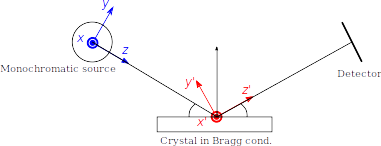 y
x
z
Monochromatic source
Detector
y'
z'
x'
Crystal in Bragg cond.